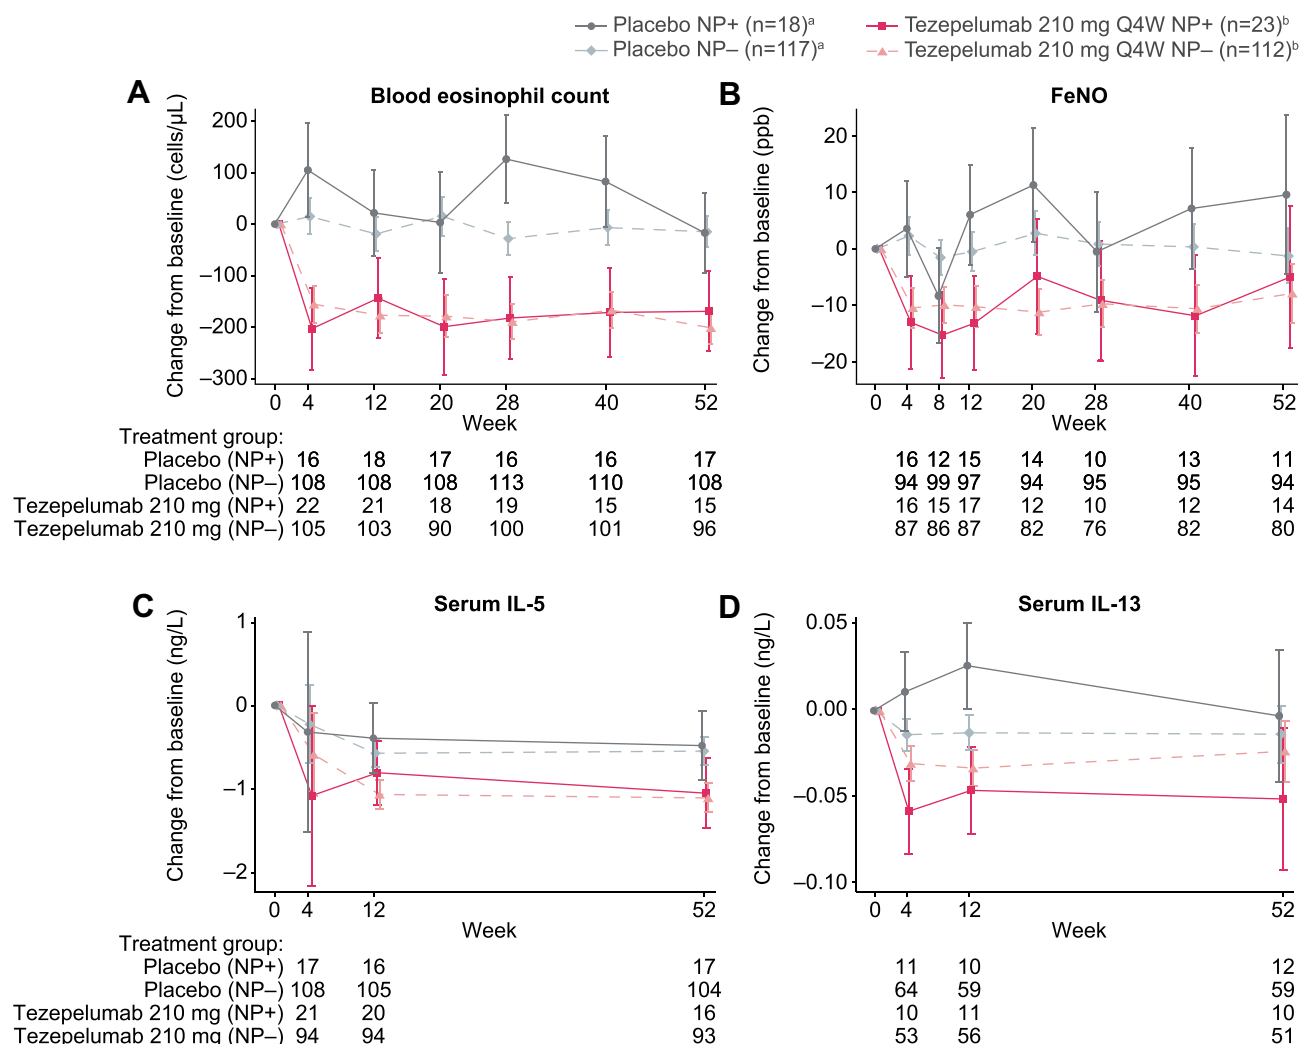 Placebo NP+ (n=18)ᵃ
Tezepelumab 210 mg Q4W NP+ (n=23)ᵇ
Placebo NP– (n=117)ᵃ
Tezepelumab 210 mg Q4W NP– (n=112)ᵇ
A
Blood eosinophil count
Change from baseline (cells/µL)
200
100
0
–100
–200
–300
0 4 12 20 28 40 52
Week
Treatment group:
Placebo (NP+) 16 18 17 16 16 17
Placebo (NP–) 108 108 108 113 110 108
Tezepelumab 210 mg (NP+) 22 21 18 19 15 15
Tezepelumab 210 mg (NP–) 105 103 90 100 101 96
B
FeNO
Change from baseline (ppb)
20
10
0
–10
–20
0 4 8 12 20 28 40 52
Week
16 12 15 14 10 13 11
94 99 97 94 95 95 94
16 15 17 12 10 12 14
87 86 87 82 76 82 80
C
Serum IL-5
Change from baseline (ng/L)
1
0
–1
–2
0 4 12 52
Week
Treatment group:
Placebo (NP+) 17 16 17
Placebo (NP–) 108 105 104
Tezepelumab 210 mg (NP+) 21 20 16
Tezepelumab 210 mg (NP–) 94 94 93
D
Serum IL-13
Change from baseline (ng/L)
0.05
0.00
–0.05
–0.10
0 4 12 52
Week
11 10 12
64 59 59
10 11 10
53 56 51